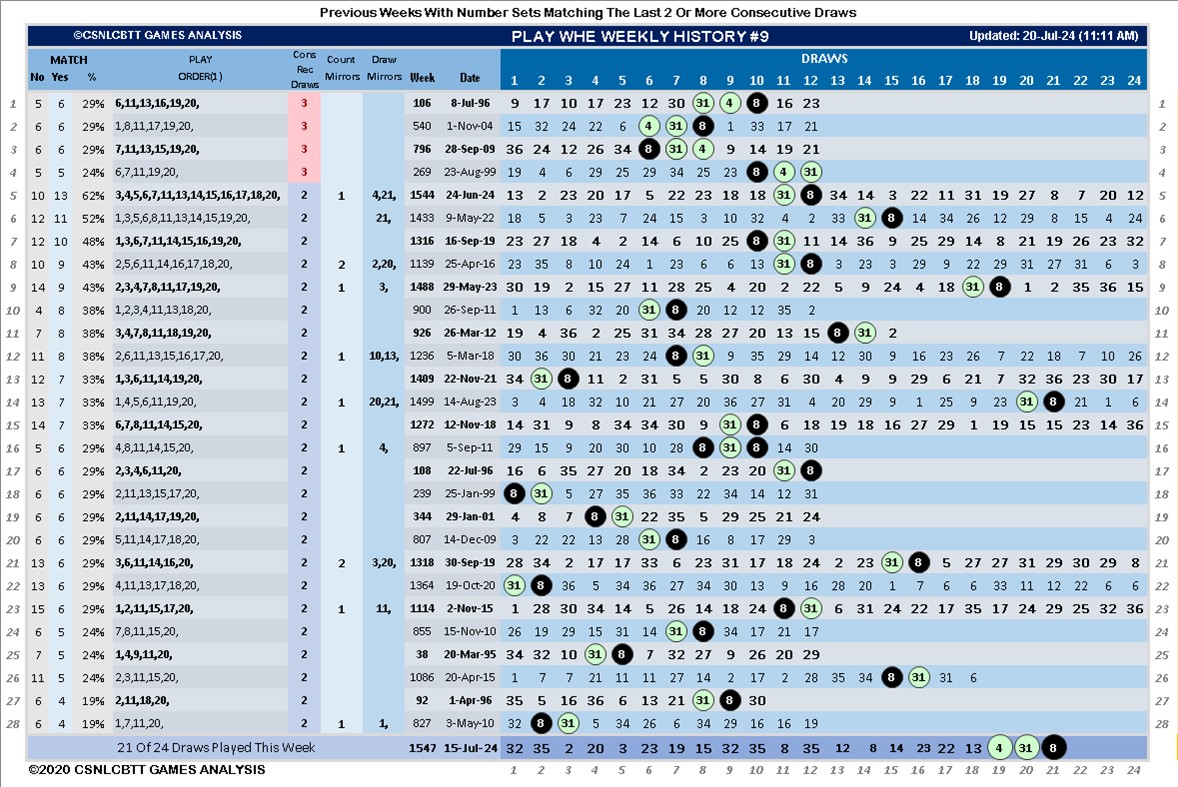 Previous Weeks With Number Sets Matching The Last 2 Or More Consecutive Draws
©CSNLCBTT GAMES ANALYSIS PLAY WHE WEEKLY HISTORY #9 Updated: 20-Jul-24 (11:11 AM)
MATCH PLAY Cons Count Draw DRAWS
No Yes % ORDER(1) Rec Draws Mirrors Mirrors Week Date 1 2 3 4 5 6 7 8 9 10 11 12 13 14 15 16 17 18 19 20 21 22 23 24
1 5 6 29% 6,11,13,16,19,20, 3 106 8-Jul-96 9 17 10 17 23 12 30 31 4 8 16 23 1
2 6 6 29% 1,8,11,17,19,20, 3 540 1-Nov-04 15 32 24 22 6 4 31 8 1 33 17 21 2
3 6 6 29% 7,11,13,15,19,20, 3 796 28-Sep-09 36 24 12 26 34 8 31 4 9 14 19 21 3
4 5 5 24% 6,7,11,19,20, 3 269 23-Aug-99 19 4 6 29 25 29 34 25 23 8 4 31 4
5 10 13 62% 3,4,5,6,7,11,13,14,15,16,17,18,20, 2 1 4,21, 1544 24-Jun-24 13 2 23 20 17 5 22 23 18 18 31 8 34 14 3 22 11 31 19 27 8 7 20 12 5
6 12 11 52% 1,3,5,6,8,11,13,14,15,19,20, 2 21, 1433 9-May-22 18 5 3 23 7 24 15 3 10 32 4 2 33 31 8 14 34 26 12 29 8 15 4 24 6
7 12 10 48% 1,3,6,7,11,14,15,16,19,20, 2 1316 16-Sep-19 23 27 18 4 2 14 6 10 25 8 31 11 14 36 9 25 29 14 8 21 19 26 23 32 7
8 10 9 43% 2,5,6,11,14,16,17,18,20, 2 2 2,20, 1139 25-Apr-16 23 35 8 10 24 1 23 6 6 13 31 8 3 23 3 29 9 22 29 31 27 31 6 3 8
9 14 9 43% 2,3,4,7,8,11,17,19,20, 2 1 3, 1488 29-May-23 30 19 2 15 27 11 28 25 4 20 2 22 5 9 24 4 18 31 8 1 2 35 36 15 9
10 4 8 38% 1,2,3,4,11,13,18,20, 2 900 26-Sep-11 1 13 6 32 20 31 8 20 12 12 35 2 10
11 7 8 38% 3,4,7,8,11,18,19,20, 2 926 26-Mar-12 19 4 36 2 25 31 34 28 27 20 13 15 8 31 2 11
12 11 8 38% 2,6,11,13,15,16,17,20, 2 1 10,13, 1236 5-Mar-18 30 36 30 21 23 24 8 31 9 35 29 14 12 30 9 16 23 26 7 22 18 7 10 26 12
13 12 7 33% 1,3,6,11,14,19,20, 2 1409 22-Nov-21 34 31 8 11 2 31 5 5 30 8 6 30 4 9 9 29 6 21 7 32 36 23 30 17 13
14 13 7 33% 1,4,5,6,11,19,20, 2 1 20,21, 1499 14-Aug-23 3 4 18 32 10 21 27 20 36 27 31 4 20 29 9 1 25 9 23 31 8 21 1 6 14
15 14 7 33% 6,7,8,11,14,15,20, 2 1272 12-Nov-18 14 31 9 8 34 34 30 9 31 8 6 18 19 18 16 27 29 1 19 15 15 23 14 36 15
16 6 6 29% 4,8,11,14,15,20, 2 1 4, 897 5-Sep-11 29 15 9 20 30 10 28 8 31 8 14 30 16
17 6 6 29% 2,3,4,6,11,20, 2 108 22-Jul-96 16 6 35 27 20 18 34 2 23 20 31 8 17
18 6 6 29% 2,11,13,15,17,20, 2 239 25-Jan-99 8 31 5 27 35 36 33 22 34 14 12 31 18
19 6 6 29% 2,11,14,17,19,20, 2 344 29-Jan-01 4 8 7 8 31 22 35 5 29 25 21 24 19
20 6 6 29% 5,11,14,17,18,20, 2 807 14-Dec-09 3 22 22 13 28 31 8 16 8 17 29 3 20
21 13 6 29% 3,6,11,14,16,20, 2 2 3,20, 1318 30-Sep-19 28 34 2 17 17 33 6 23 31 17 18 24 2 23 31 8 5 27 27 31 29 30 29 8 21
22 13 6 29% 4,11,13,17,18,20, 2 1364 19-Oct-20 31 8 36 5 34 36 27 34 30 13 9 16 28 20 1 7 6 6 33 11 12 22 6 6 22
23 15 6 29% 1,2,11,15,17,20, 2 1 11, 1114 2-Nov-15 1 28 30 34 14 5 26 14 18 24 8 31 6 31 24 22 17 35 17 24 29 25 32 36 23
24 6 5 24% 7,8,11,15,20, 2 855 15-Nov-10 26 19 29 15 31 14 31 8 34 17 21 17 24
25 7 5 24% 1,4,9,11,20, 2 38 20-Mar-95 34 32 10 31 8 7 32 27 9 26 20 29 25
26 11 5 24% 2,3,11,15,20, 2 1086 20-Apr-15 1 7 7 21 11 11 27 14 2 17 2 28 35 34 8 31 31 6 26
27 6 4 19% 2,11,18,20, 2 92 1-Apr-96 35 5 16 36 6 13 21 31 8 30 27
28 6 4 19% 1,7,11,20, 2 1 1, 827 3-May-10 32 8 31 5 34 28 34 29 16 16 12 19 28
21 Of 24 Draws Played This Week 1547 15-Jul-24 32 35 2 20 3 23 19 15 32 35 8 35 12 8 14 23 22 13 4 31 8
©2020 CSNLCBTT GAMES ANALYSIS 1 2 3 4 5 6 7 8 9 10 11 12 13 14 15 16 17 18 19 20 21 22 23 24